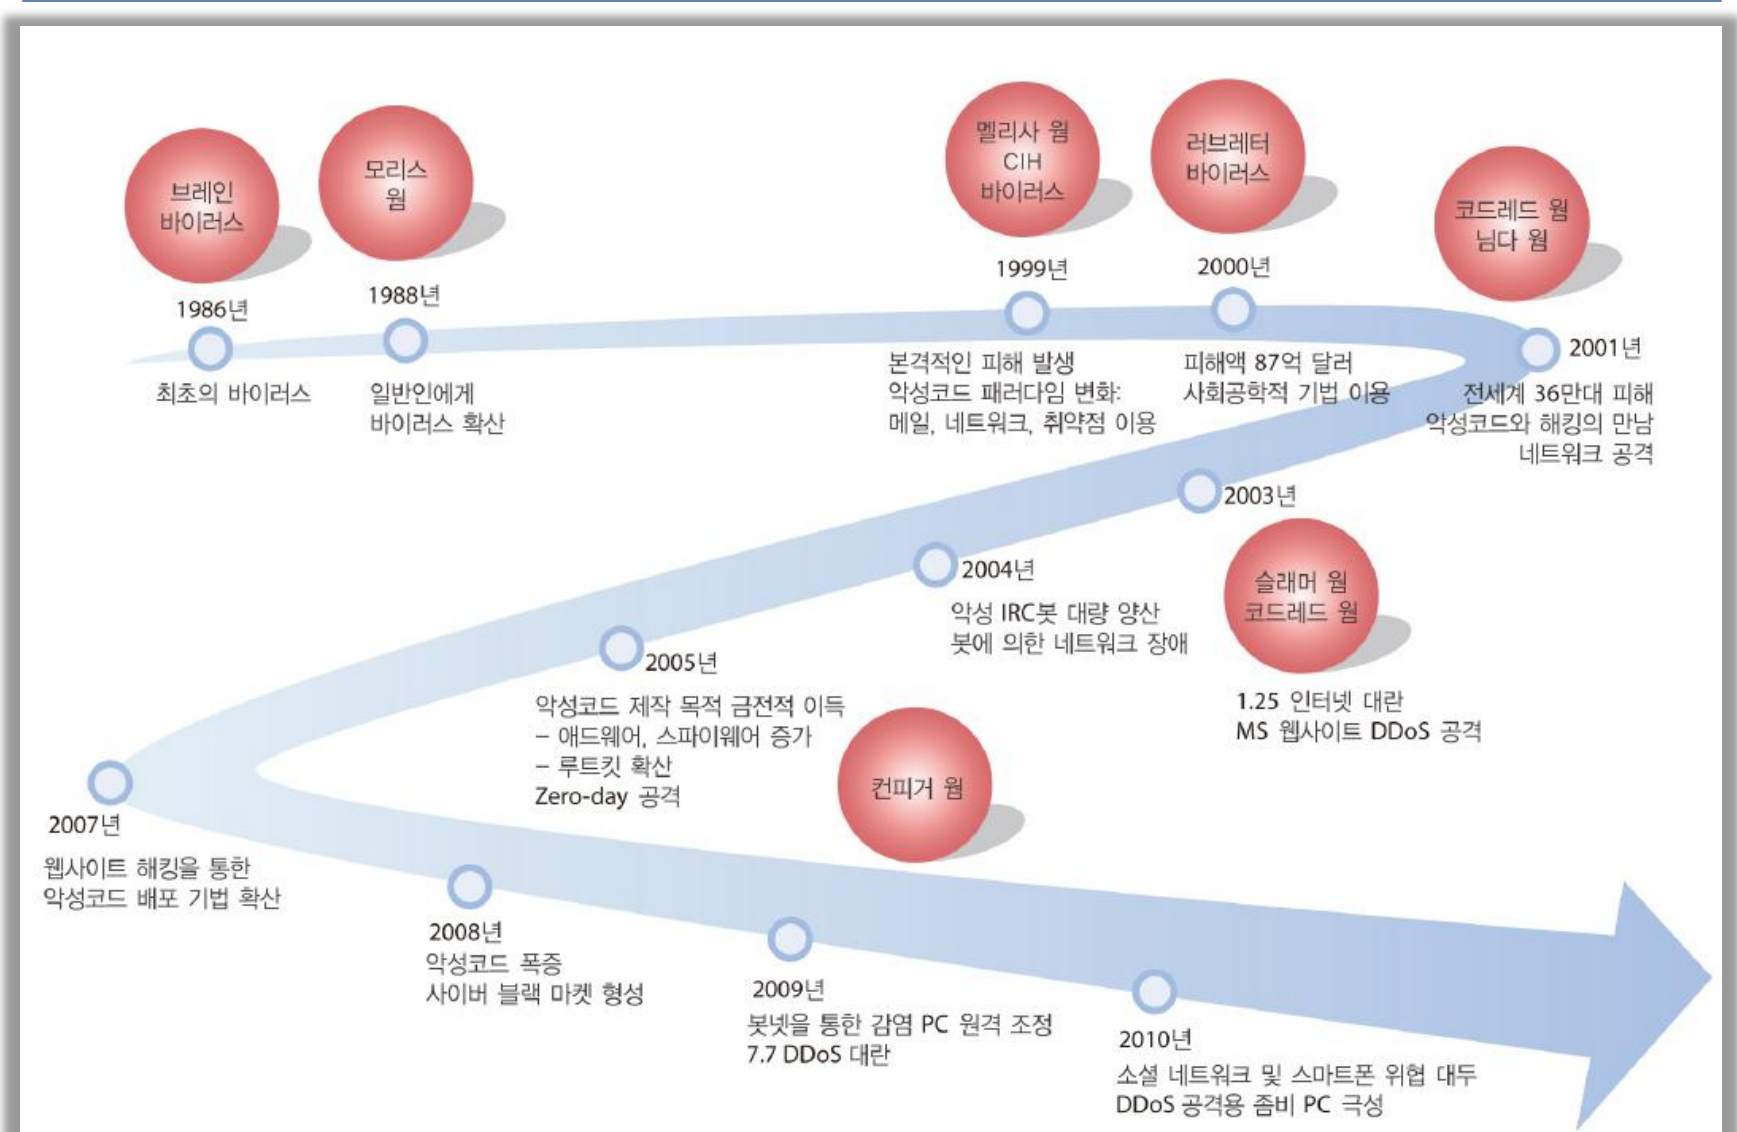 브레인
바이러스
1986년
최초의 바이러스
모리스
웜
1988년
일반인에게
바이러스 확산
멜리사 웜
CIH
바이러스
1999년
본격적인 피해 발생
악성코드 패러다임 변화:
메일, 네트워크, 취약점 이용
러브레터
바이러스
2000년
피해액 87억 달러
사회공학적 기법 이용
코드레드 웜
님다 웜
2001년
전세계 36만대 피해
악성코드와 해킹의 만남
네트워크 공격
2003년
슬래머 웜
코드레드 웜
1.25 인터넷 대란
MS 웹사이트 DDoS 공격
2004년
악성 IRC봇 대량 양산
봇에 의한 네트워크 장애
2005년
악성코드 제작 목적 금전적 이득
– 애드웨어, 스파이웨어 증가
– 루트킷 확산
Zero-day 공격
2007년
웹사이트 해킹을 통한
악성코드 배포 기법 확산
2008년
악성코드 폭증
사이버 블랙 마켓 형성
컨피거 웜
2009년
봇넷을 통한 감염 PC 원격 조정
7.7 DDoS 대란
2010년
소셜 네트워크 및 스마트폰 위협 대두
DDoS 공격용 좀비 PC 극성